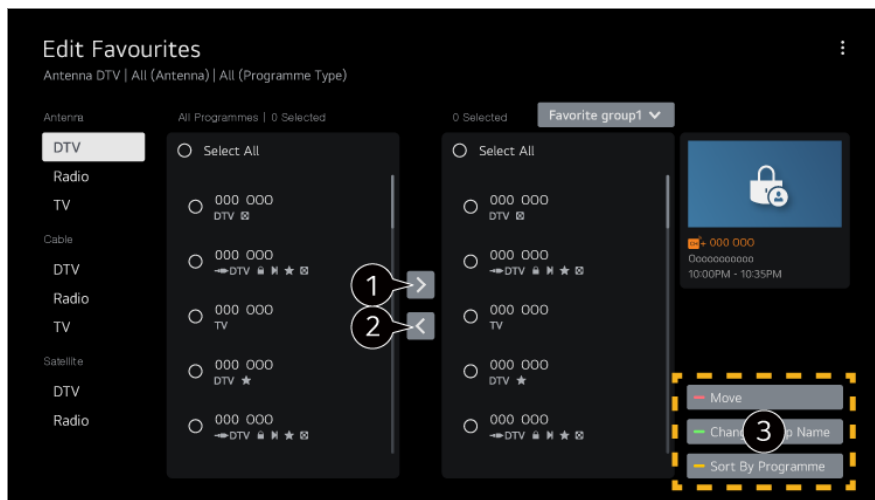 Edit Favourites
Antenna DTV | All (Antenna) | All (Programme Type)
Antenna
DTV
Radio
TV
Cable
DTV
Radio
TV
Satellite
DTV
Radio
All Programmes | 0 Selected
Select All
000 000
DTV
000 000
DTV
000 000
TV
000 000
DTV
000 000
DTV
1
2
0 Selected
Favorite group1
Select All
000 000
DTV
000 000
DTV
000 000
TV
000 000
DTV
000 000
DTV
+ 000 000
Ooooooooooo
10:00PM - 10:35PM
Move
3
Name
Sort By Programme